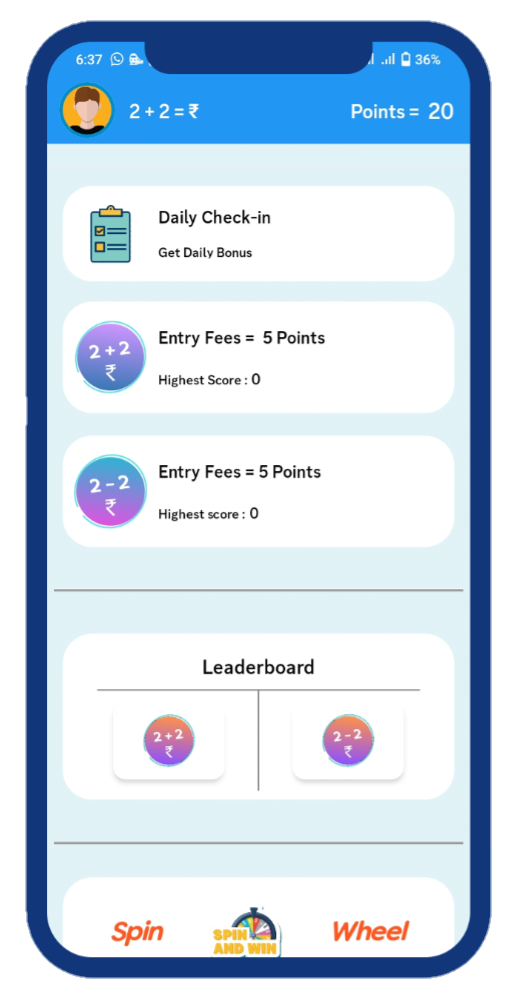 6:37 36%
2 + 2 = ₹ Points = 20
Daily Check-in
Get Daily Bonus
2 + 2
₹
Entry Fees = 5 Points
Highest Score : 0
2 - 2
₹
Entry Fees = 5 Points
Highest score : 0
Leaderboard
2 + 2
₹
2 - 2
₹
Spin
SPIN
AND WIN
Wheel